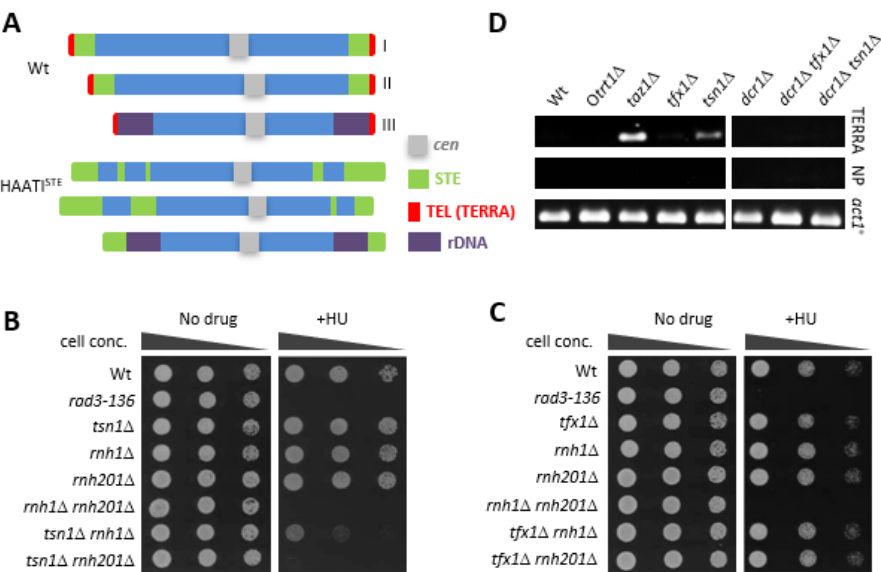 A
Wt
I
II
III
HAATISTE
cen
STE
TEL (TERRA)
rDNA
D
Wt
Otrt1Δ
taz1Δ
tfx1Δ
tsn1Δ
dcr1Δ
dcr1Δ tfx1Δ
dcr1Δ tsn1Δ
TERRA
NP
act1+
B
No drug
+HU
cell conc.
Wt
rad3-136
tsn1Δ
rnh1Δ
rnh201Δ
rnh1Δ rnh201Δ
tsn1Δ rnh1Δ
tsn1Δ rnh201Δ
C
No drug
+HU
cell conc.
Wt
rad3-136
tfx1Δ
rnh1Δ
rnh201Δ
rnh1Δ rnh201Δ
tfx1Δ rnh1Δ
tfx1Δ rnh201Δ